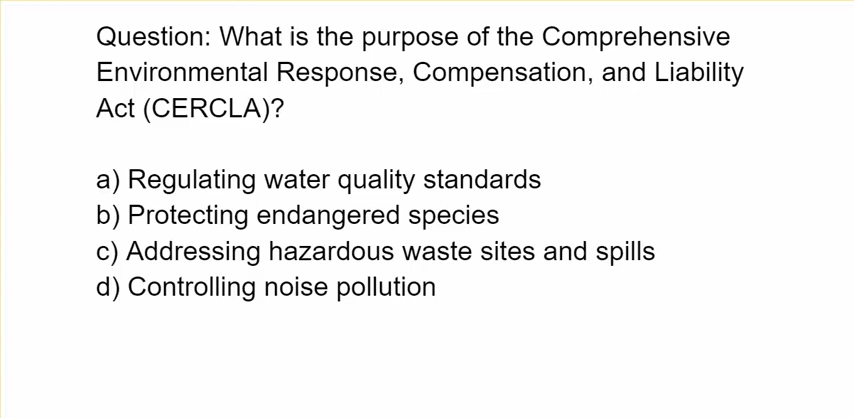 Question: What is the purpose of the Comprehensive
Environmental Response, Compensation, and Liability
Act (CERCLA)?
a) Regulating water quality standards
b) Protecting endangered species
c) Addressing hazardous waste sites and spills
d) Controlling noise pollution